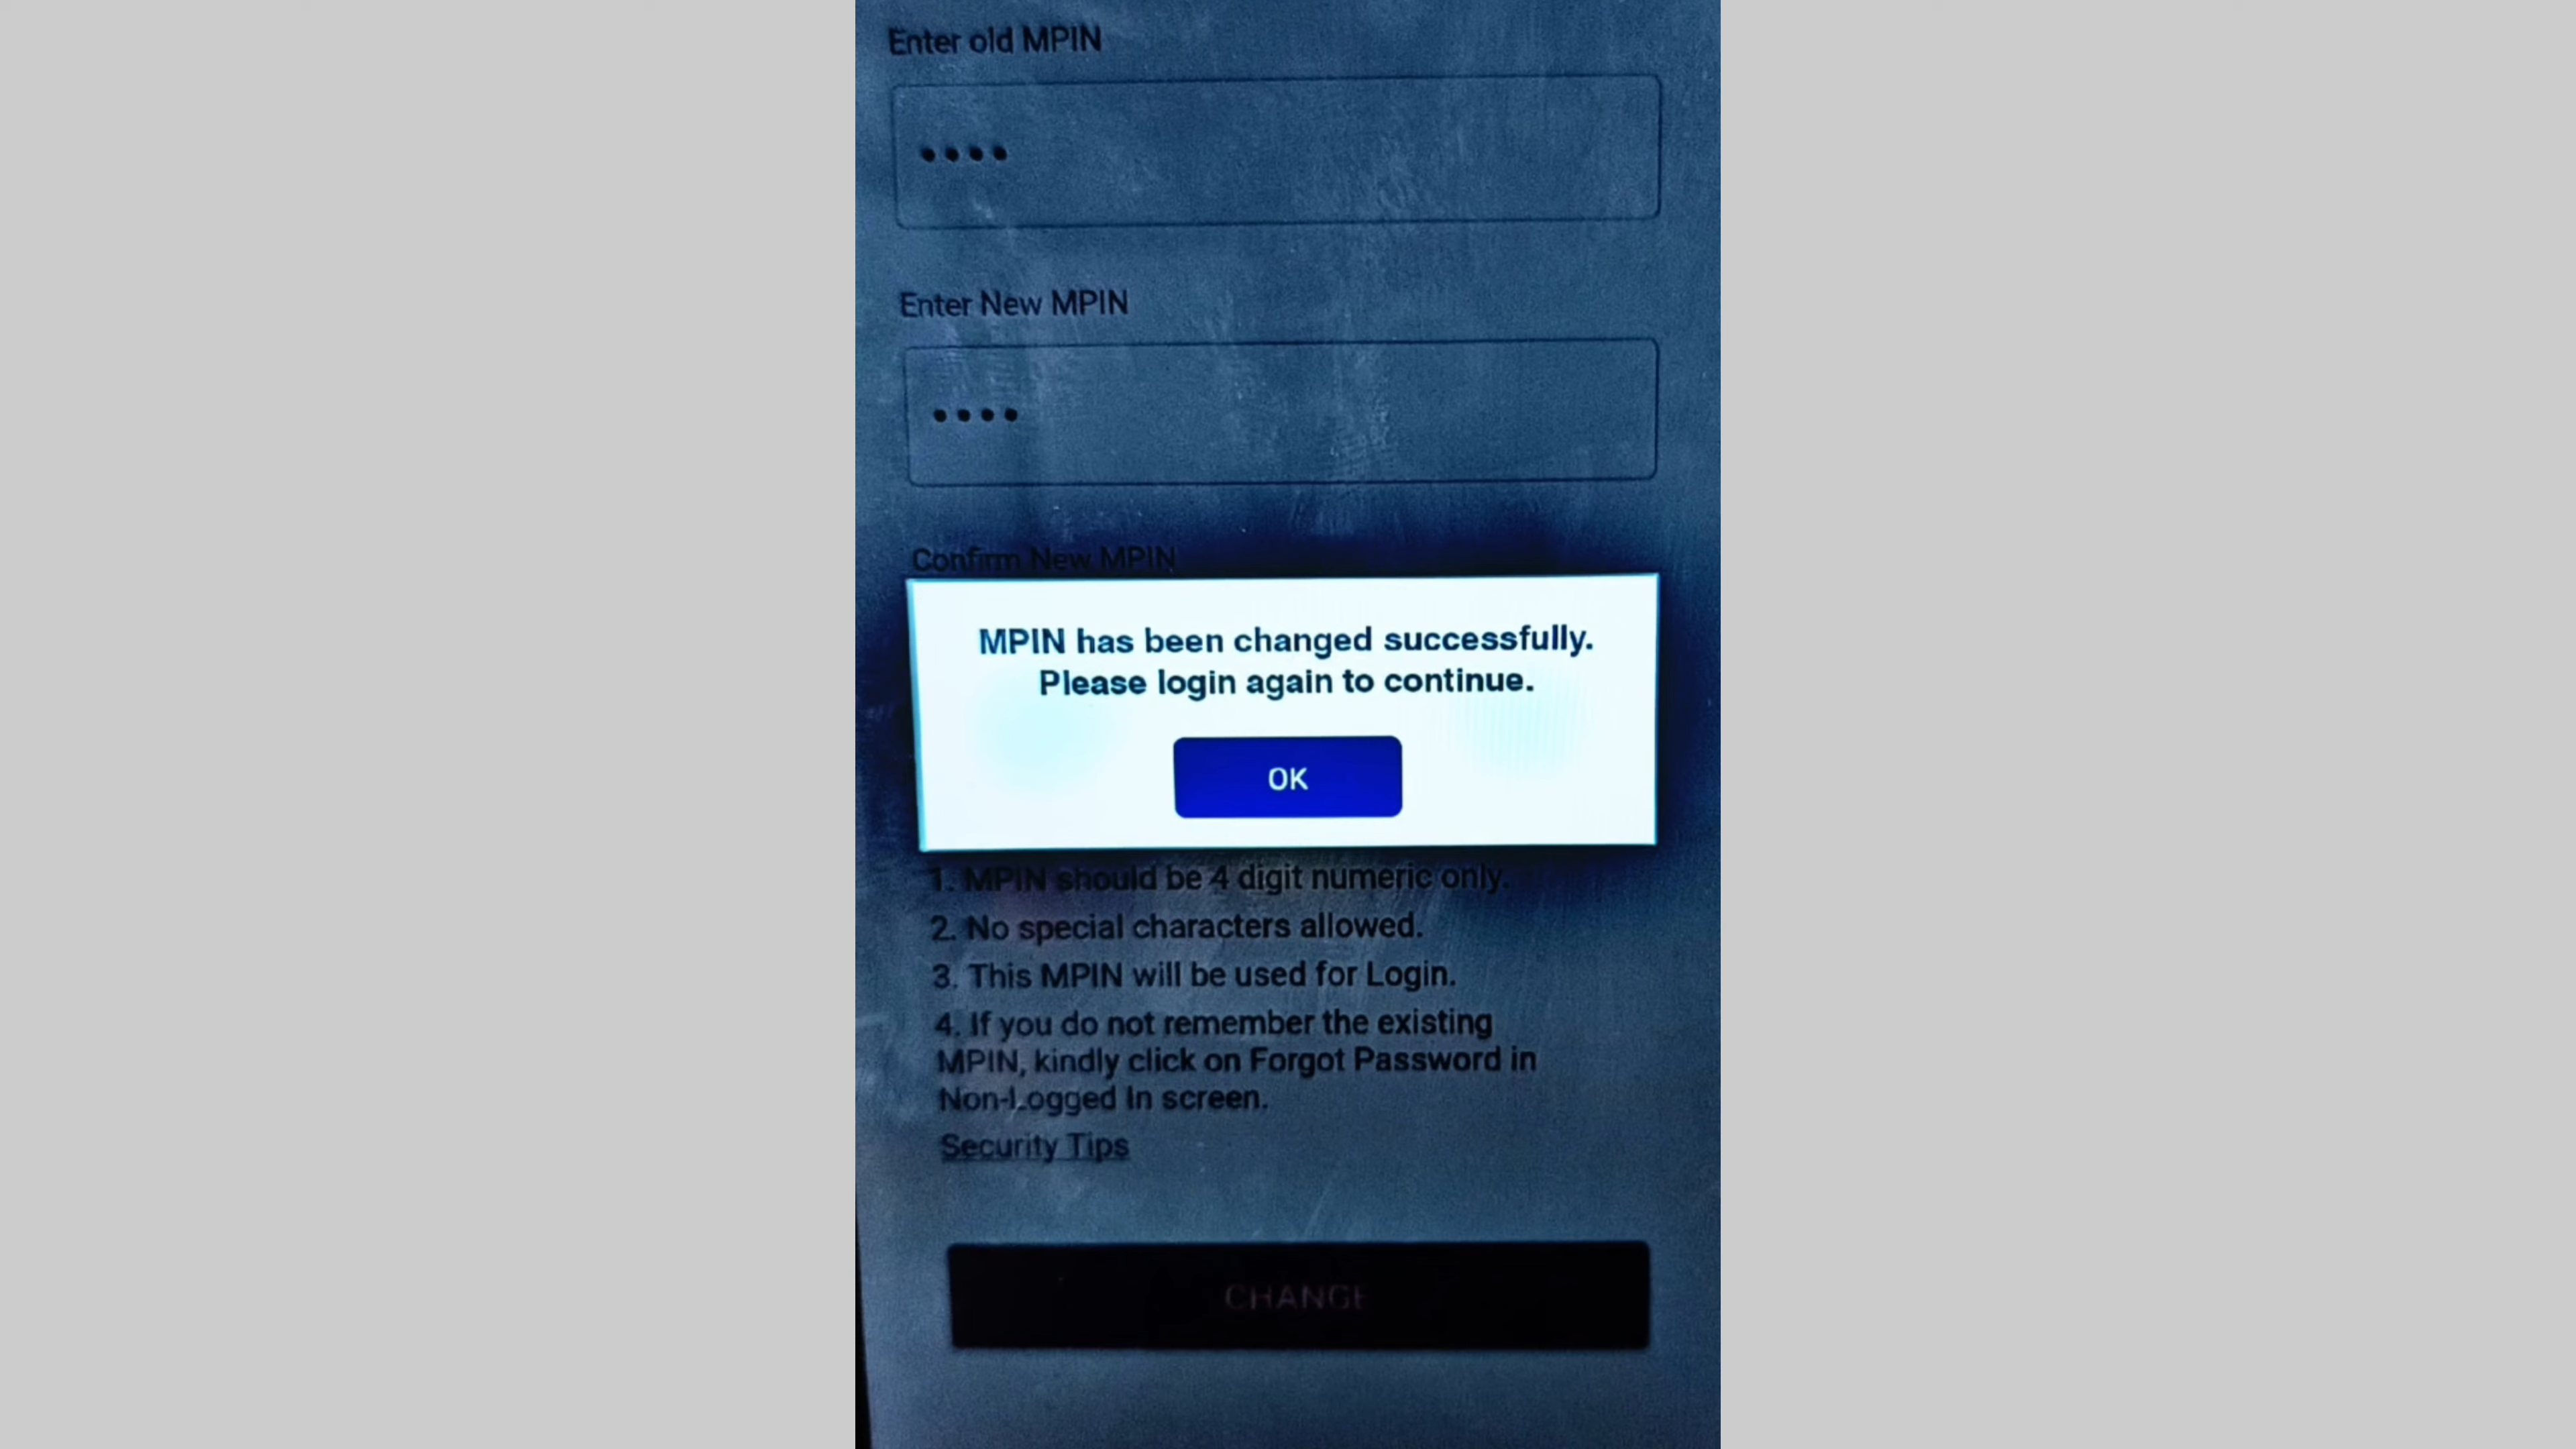 Enter old MPIN
••••
Enter New MPIN
••••
Confirm New MPIN
MPIN has been changed successfully.
Please login again to continue.
OK
1. MPIN should be 4 digit numeric only.
2. No special characters allowed.
3. This MPIN will be used for Login.
4. If you do not remember the existing
MPIN, kindly click on Forgot Password in
Non-Logged In screen.
Security Tips
CHANGE